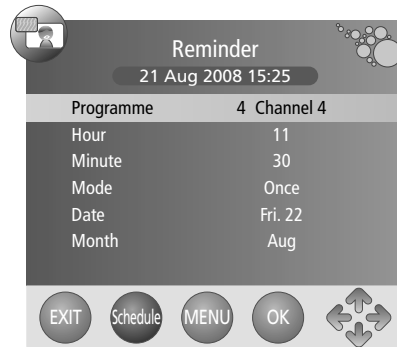 Reminder
21 Aug 2008 15:25
Programme 4 Channel 4
Hour 11
Minute 30
Mode Once
Date Fri. 22
Month Aug
EXIT Schedule MENU OK